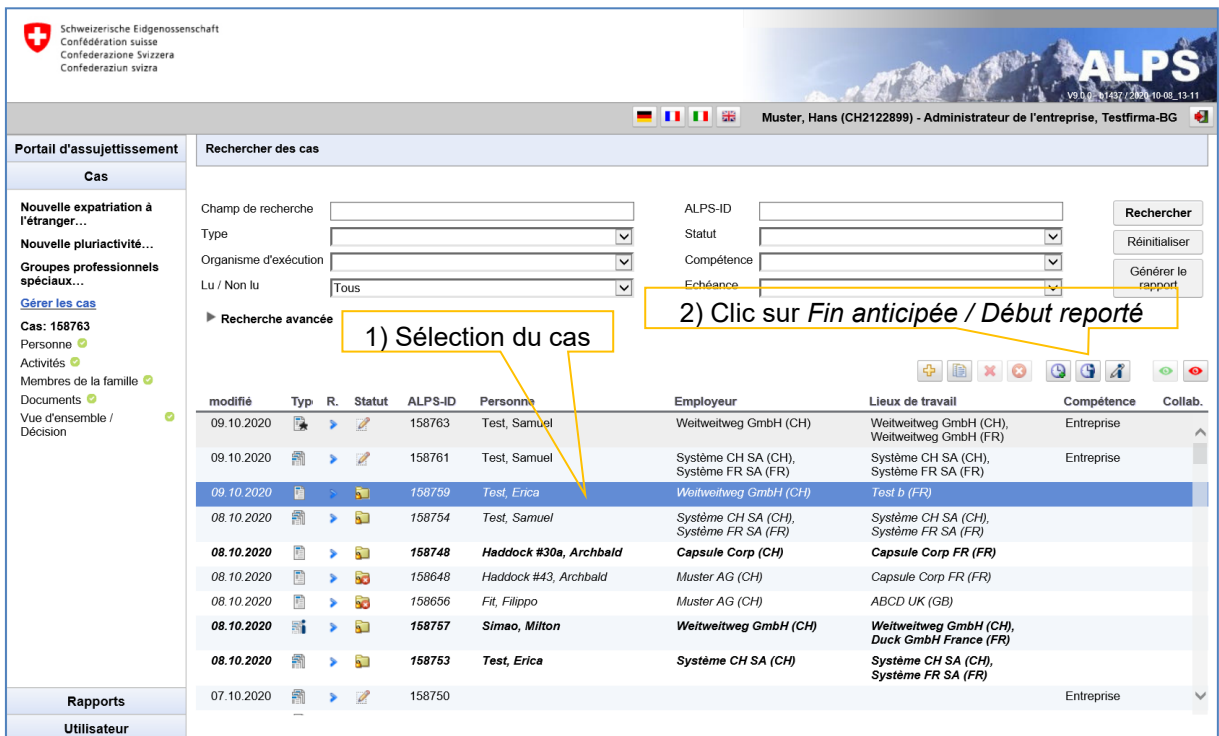 Schweizerische Eidgenossenschaft
Confédération suisse
Confederazione Svizzera
Confederaziun svizra
ALPS
V9.0.0 - b1437 / 2020-10-08_13-11
Muster, Hans (CH2122899) - Administrateur de l'entreprise, Testfirma-BG
Portail d'assujettissement
Cas
Nouvelle expatriation à
l'étranger…
Nouvelle pluriactivité…
Groupes professionnels
spéciaux…
Gérer les cas
Cas: 158763
Personne
Activités
Membres de la famille
Documents
Vue d'ensemble /
Décision
Rapports
Utilisateur
Rechercher des cas
Champ de recherche ALPS-ID Rechercher
Type Statut Réinitialiser
Organisme d'exécution Compétence
Générer le
rapport
Lu / Non lu Tous Echéance
Recherche avancée
1) Sélection du cas
2) Clic sur Fin anticipée / Début reporté
modifié Typ R. Statut ALPS-ID Personne Employeur Lieux de travail Compétence Collab.
09.10.2020 158763 Test, Samuel Weitweitweg GmbH (CH) Weitweitweg GmbH (CH), Entreprise
Weitweitweg GmbH (FR)
09.10.2020 158761 Test, Samuel Système CH SA (CH), Système CH SA (CH), Entreprise
Système FR SA (FR) Système FR SA (FR)
09.10.2020 158759 Test, Erica Weitweitweg GmbH (CH) Test b (FR)
08.10.2020 158754 Test, Samuel Système CH SA (CH), Système CH SA (CH),
Système FR SA (FR) Système FR SA (FR)
08.10.2020 158748 Haddock #30a, Archbald Capsule Corp (CH) Capsule Corp FR (FR)
08.10.2020 158648 Haddock #43, Archbald Muster AG (CH) Capsule Corp FR (FR)
08.10.2020 158656 Fit, Filippo Muster AG (CH) ABCD UK (GB)
08.10.2020 158757 Simao, Milton Weitweitweg GmbH (CH) Weitweitweg GmbH (CH),
Duck GmbH France (FR)
08.10.2020 158753 Test, Erica Système CH SA (CH) Système CH SA (CH),
Système FR SA (FR)
07.10.2020 158750 Entreprise